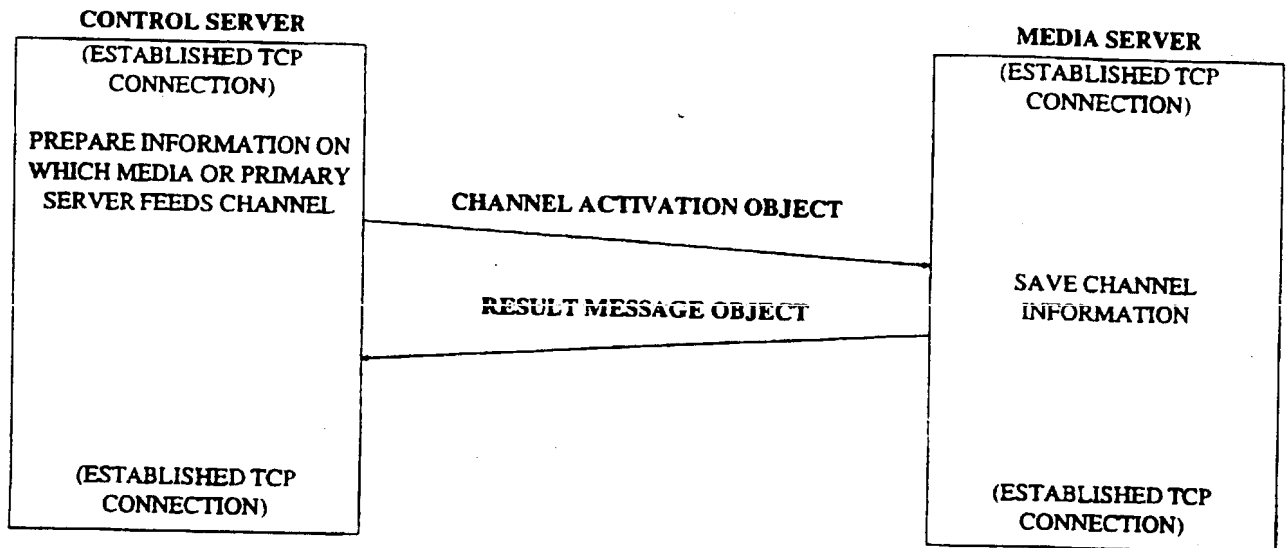 CONTROL SERVER
(ESTABLISHED TCP
CONNECTION)
PREPARE INFORMATION ON
WHICH MEDIA OR PRIMARY
SERVER FEEDS CHANNEL
(ESTABLISHED TCP
CONNECTION)
CHANNEL ACTIVATION OBJECT
RESULT MESSAGE OBJECT
MEDIA SERVER
(ESTABLISHED TCP
CONNECTION)
SAVE CHANNEL
INFORMATION
(ESTABLISHED TCP
CONNECTION)